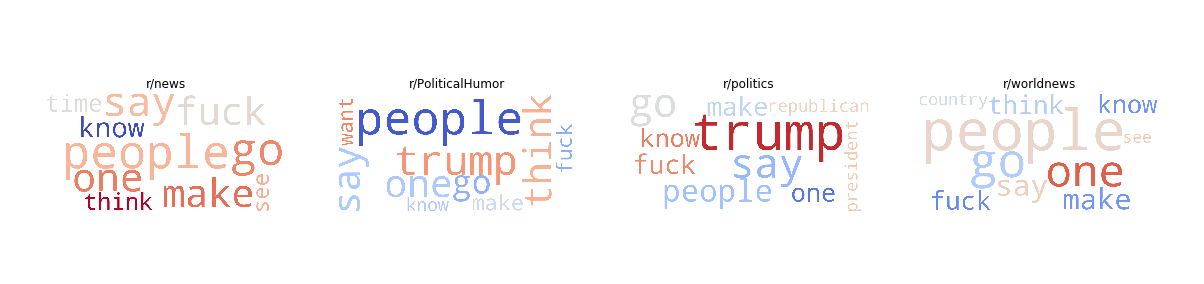 r/news
time say fuck
know
people go
one
think make see
r/PoliticalHumor
want people think
trump fuck
say one go
know make
r/politics
go make republican
know trump
fuck say president
people one
r/worldnews
country think know
people see
go one
say
fuck make